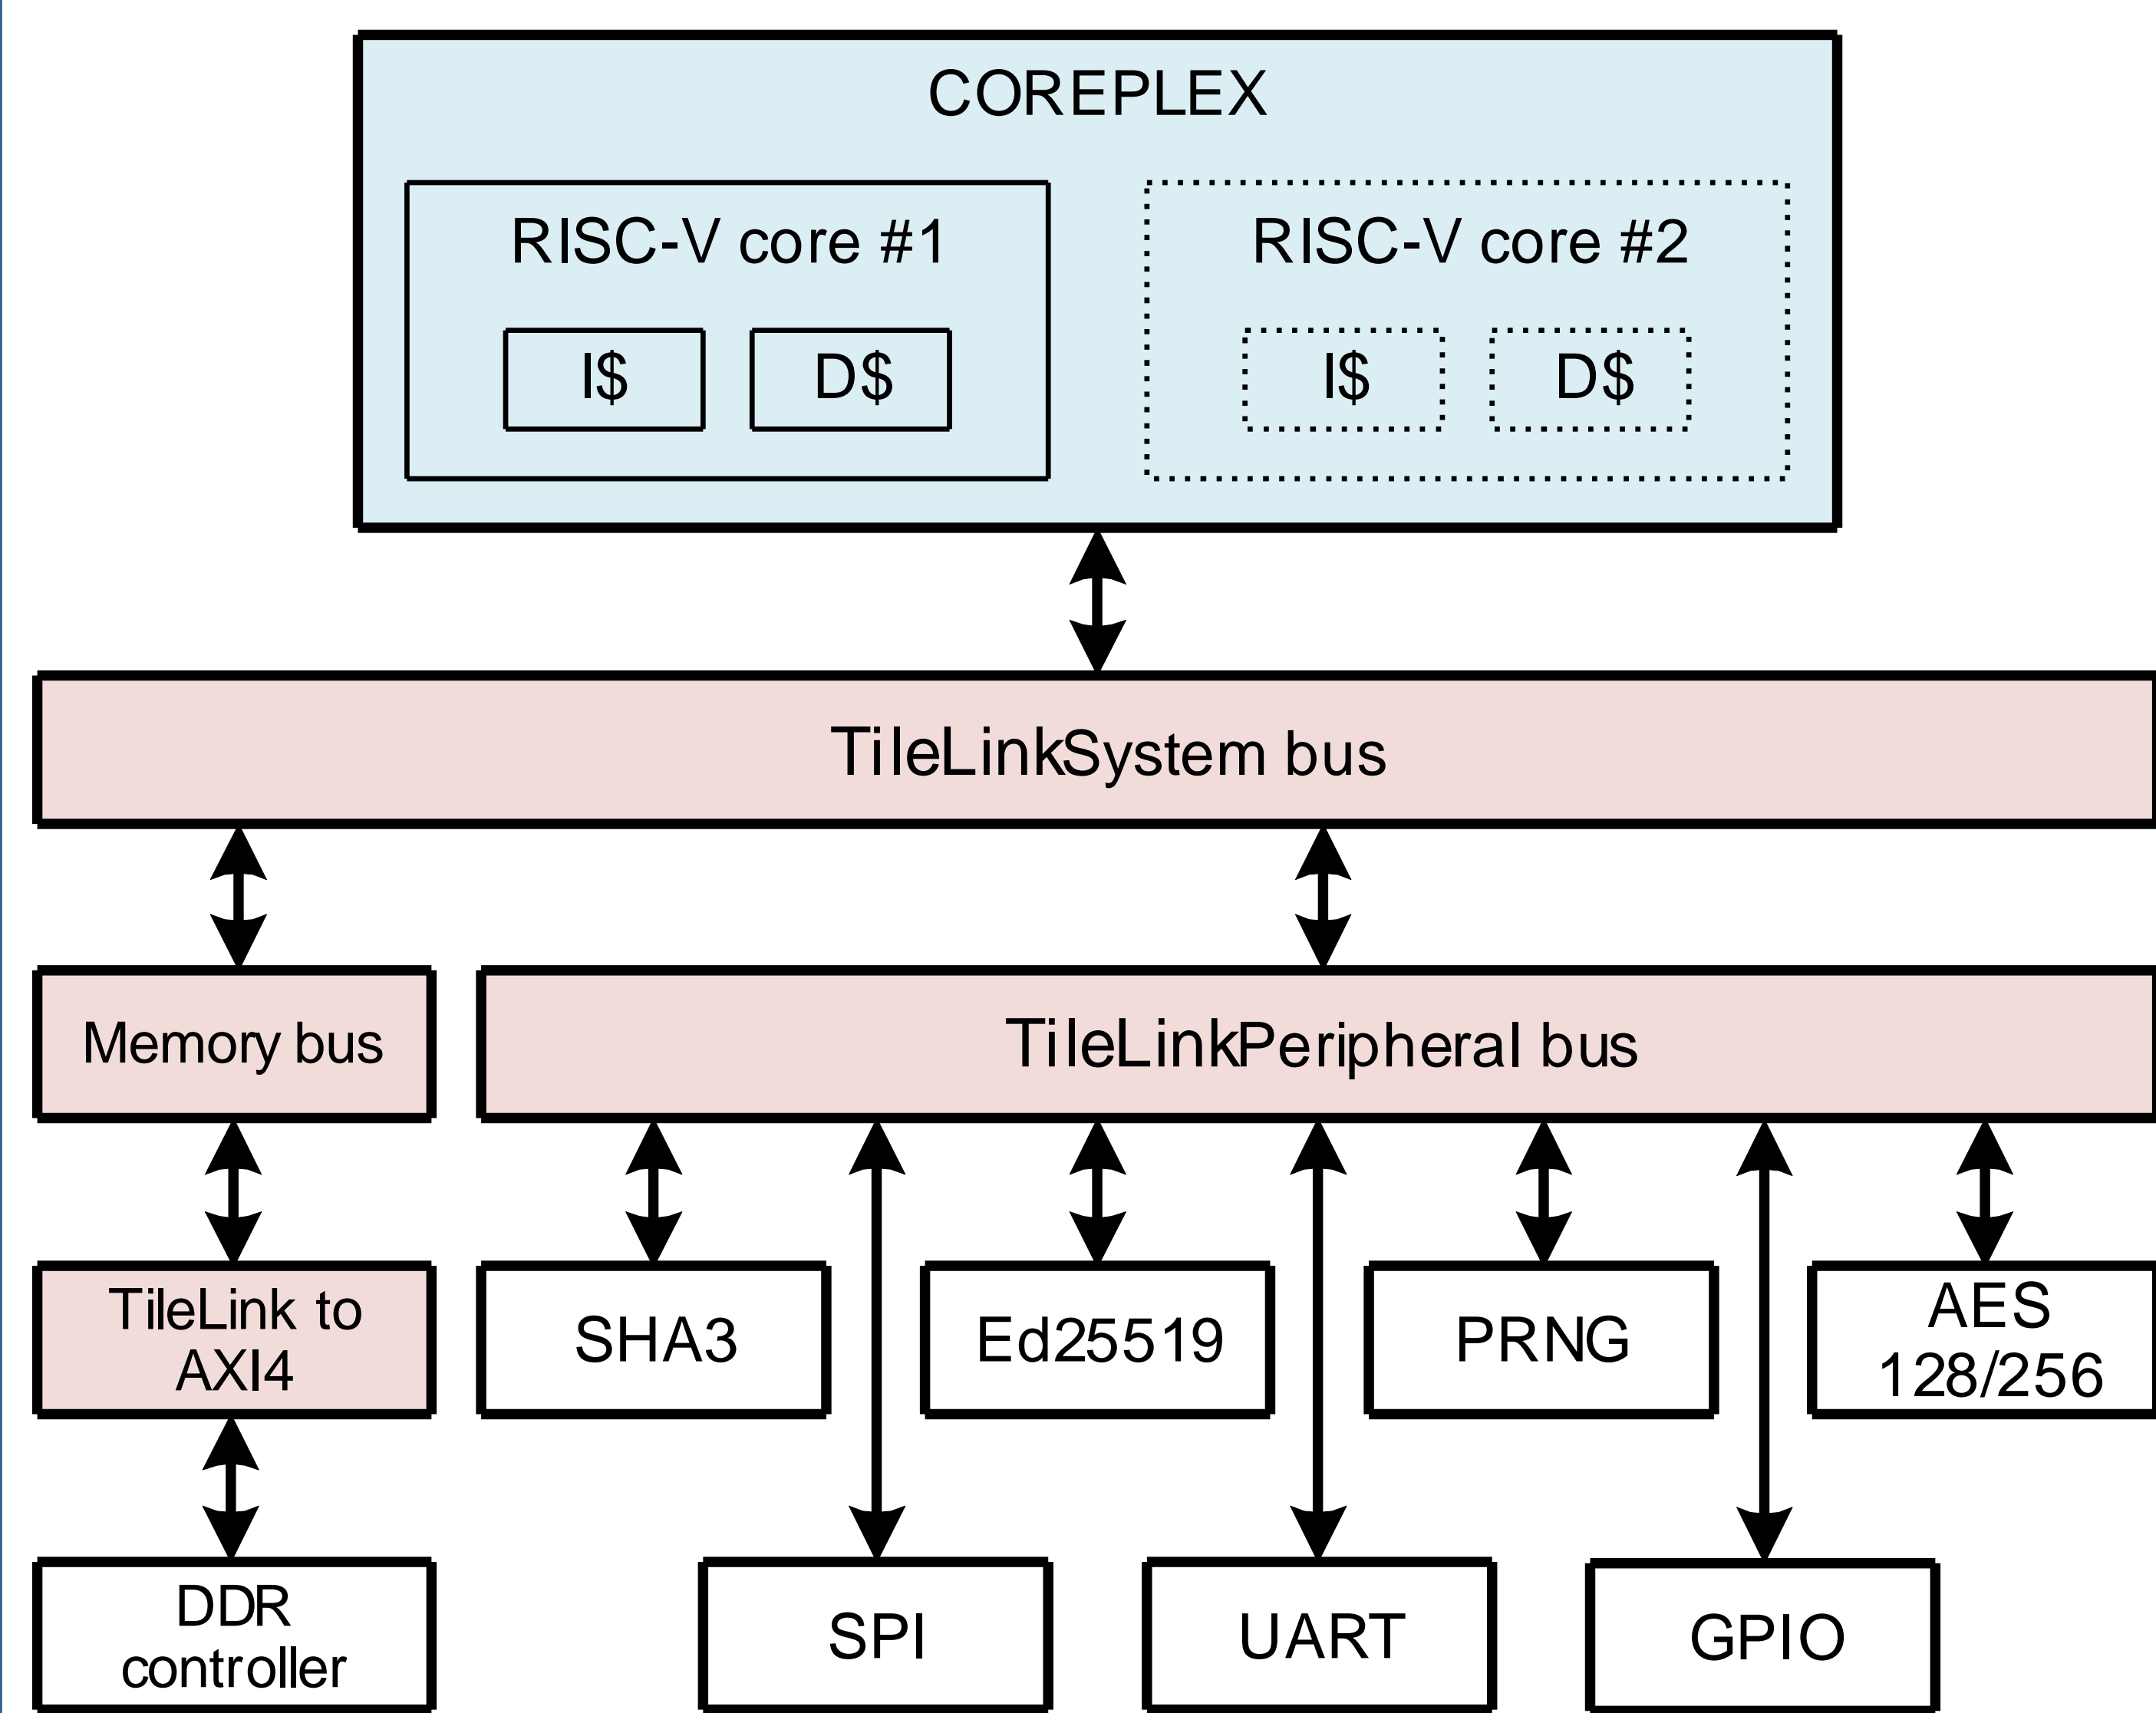 COREPLEX
RISC-V core #1
RISC-V core #2
I$
D$
I$
D$
TileLinkSystem bus
Memory bus
TileLinkPeripheral bus
TileLink to
AXI4
SHA3
Ed25519
PRNG
AES
128/256
DDR
controller
SPI
UART
GPIO